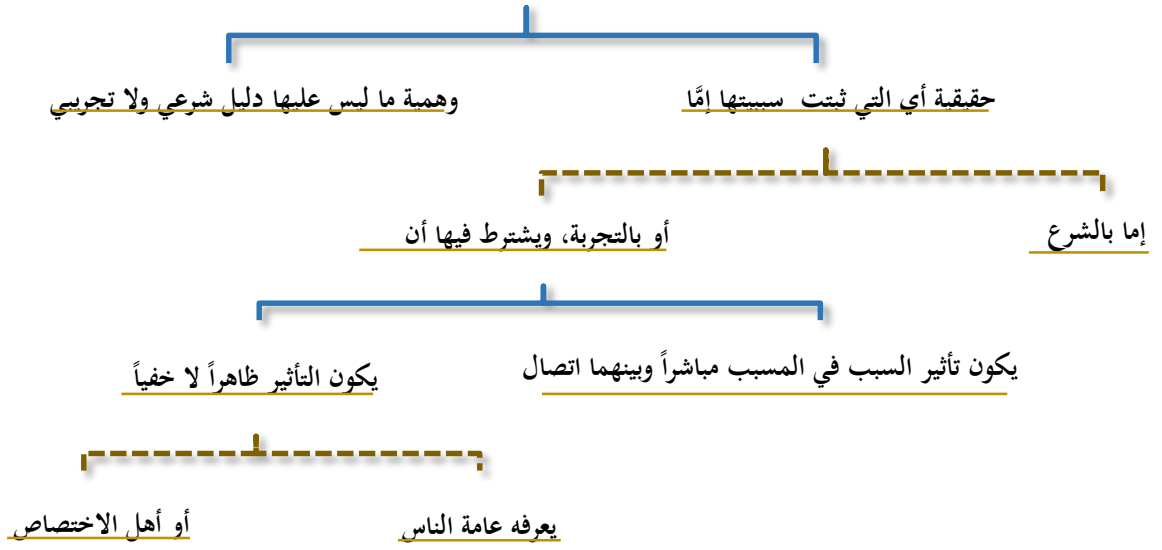 حقيقية أي التي ثبتت سببيتها إمَّا
وهمية ما ليس عليها دليل شرعي ولا تجريبي
إما بالشرع
أو بالتجربة، ويشترط فيها أن
يكون تأثير السبب في المسبب مباشراً وبينهما اتصال
يكون التأثير ظاهراً لا خفياً
يعرفه عامة الناس
أو أهل الاختصاص